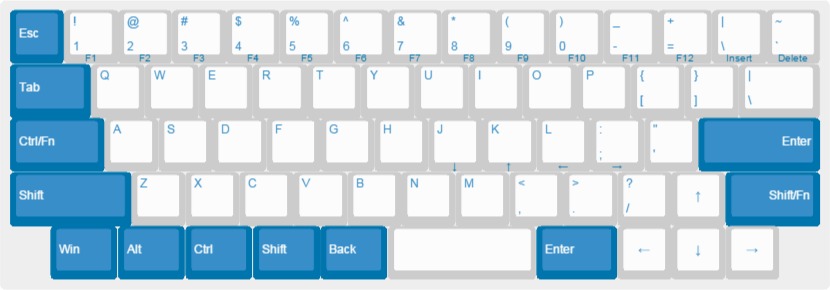 Esc ! @ # $ % ^ & * ( ) _ + | ~
1 2 3 4 5 6 7 8 9 0 - = \ `
F1 F2 F3 F4 F5 F6 F7 F8 F9 F10 F11 F12 Insert Delete
Tab Q W E R T Y U I O P { } |
[ ] \
Ctrl/Fn A S D F G H J K L : " Enter
; '
↓ ↑ ← →
Shift Z X C V B N M < > ? ↑ Shift/Fn
, . /
Win Alt Ctrl Shift Back Enter ← ↓ →